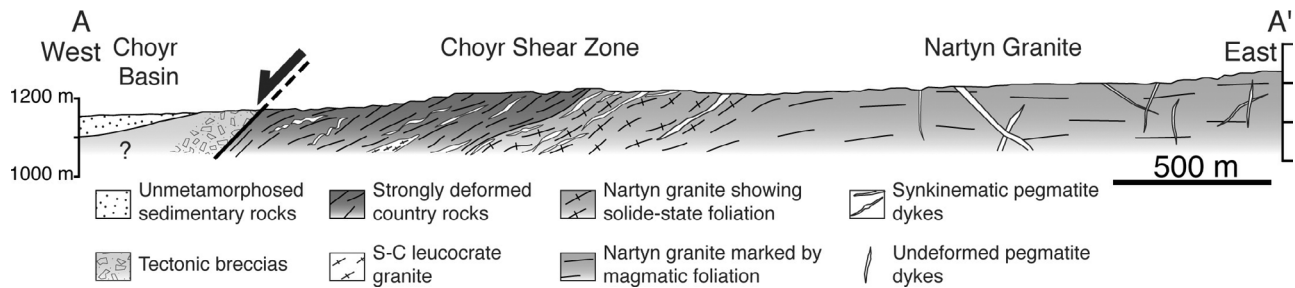 A
West
Choyr
Basin
Choyr Shear Zone
Nartyn Granite
A'
East
1200 m
1000 m
?
500 m
Unmetamorphosed
sedimentary rocks
Strongly deformed
country rocks
Nartyn granite showing
solide-state foliation
Synkinematic pegmatite
dykes
Tectonic breccias
S-C leucocrate
granite
Nartyn granite marked by
magmatic foliation
Undeformed pegmatite
dykes